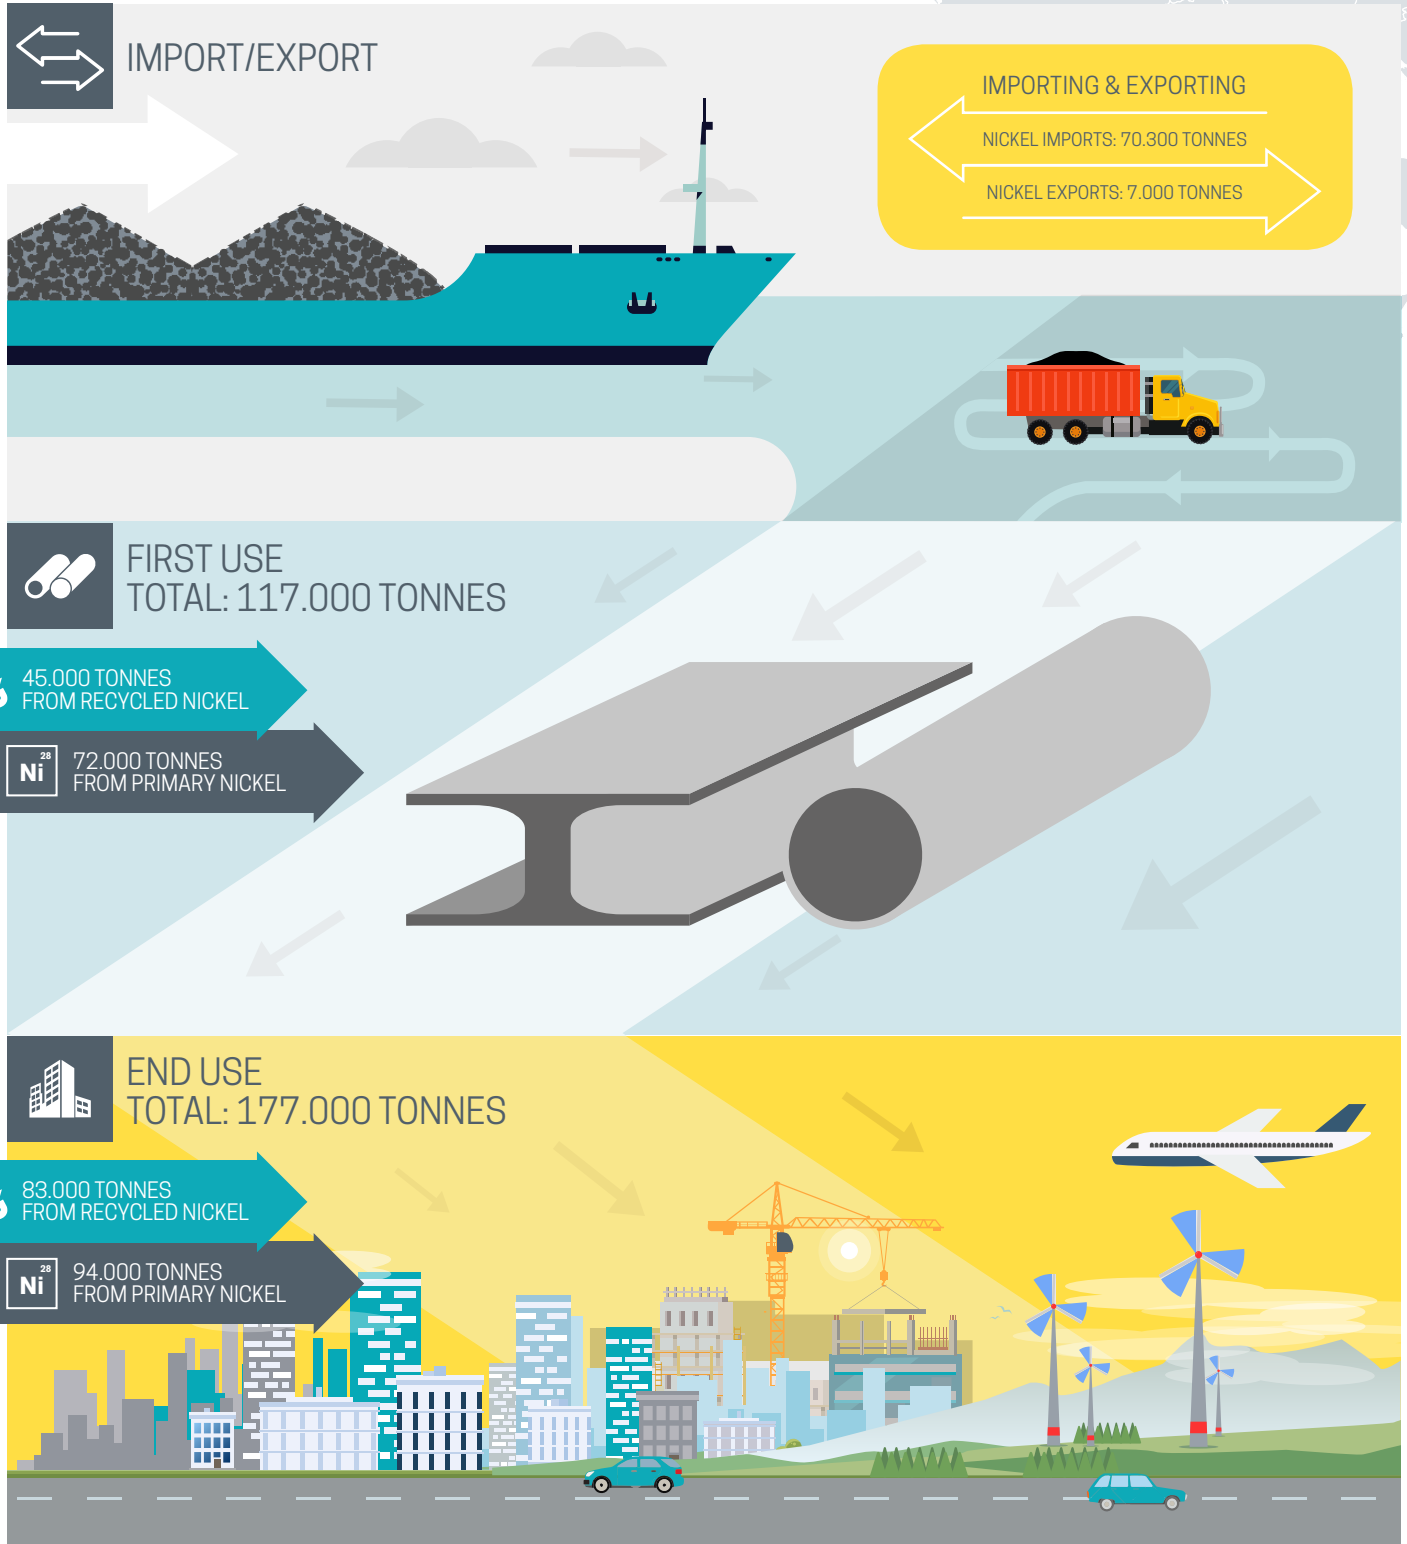 IMPORT/EXPORT
IMPORTING & EXPORTING
NICKEL IMPORTS: 70.300 TONNES
NICKEL EXPORTS: 7.000 TONNES
FIRST USE
TOTAL: 117.000 TONNES
45.000 TONNES
FROM RECYCLED NICKEL
28
Ni
72.000 TONNES
FROM PRIMARY NICKEL
END USE
TOTAL: 177.000 TONNES
83.000 TONNES
FROM RECYCLED NICKEL
28
Ni
94.000 TONNES
FROM PRIMARY NICKEL